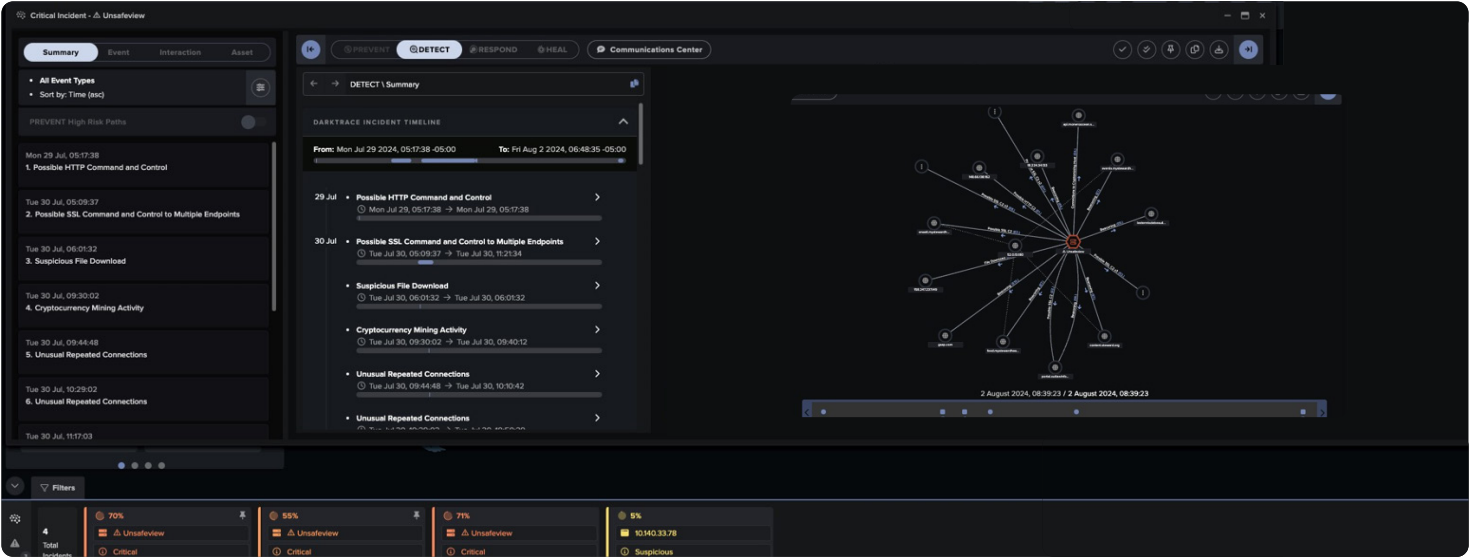 Critical Incident - ⚠ Unsafeview
Summary Event Interaction Asset
• All Event Types
• Sort by: Time (asc)
PREVENT High Risk Paths
Mon 29 Jul, 05:17:38
1. Possible HTTP Command and Control
Tue 30 Jul, 05:09:37
2. Possible SSL Command and Control to Multiple Endpoints
Tue 30 Jul, 06:01:32
3. Suspicious File Download
Tue 30 Jul, 09:30:02
4. Cryptocurrency Mining Activity
Tue 30 Jul, 09:44:48
5. Unusual Repeated Connections
Tue 30 Jul, 10:29:02
6. Unusual Repeated Connections
Tue 30 Jul, 11:17:03
PREVENT DETECT RESPOND HEAL Communications Center
DETECT \ Summary
DARKTRACE INCIDENT TIMELINE
From: Mon Jul 29 2024, 05:17:38 -05:00 To: Fri Aug 2 2024, 06:48:35 -05:00
29 Jul • Possible HTTP Command and Control
Mon Jul 29, 05:17:38 → Mon Jul 29, 05:17:38
30 Jul • Possible SSL Command and Control to Multiple Endpoints
Tue Jul 30, 05:09:37 → Tue Jul 30, 11:21:34
• Suspicious File Download
Tue Jul 30, 06:01:32 → Tue Jul 30, 06:01:32
• Cryptocurrency Mining Activity
Tue Jul 30, 09:30:02 → Tue Jul 30, 09:40:12
• Unusual Repeated Connections
Tue Jul 30, 09:44:48 → Tue Jul 30, 10:10:42
• Unusual Repeated Connections
2 August 2024, 08:39:23 / 2 August 2024, 08:39:23
Filters
4
Total
Incidents
70%
⚠ Unsafeview
Critical
55%
⚠ Unsafeview
Critical
71%
⚠ Unsafeview
Critical
5%
10.140.33.78
Suspicious